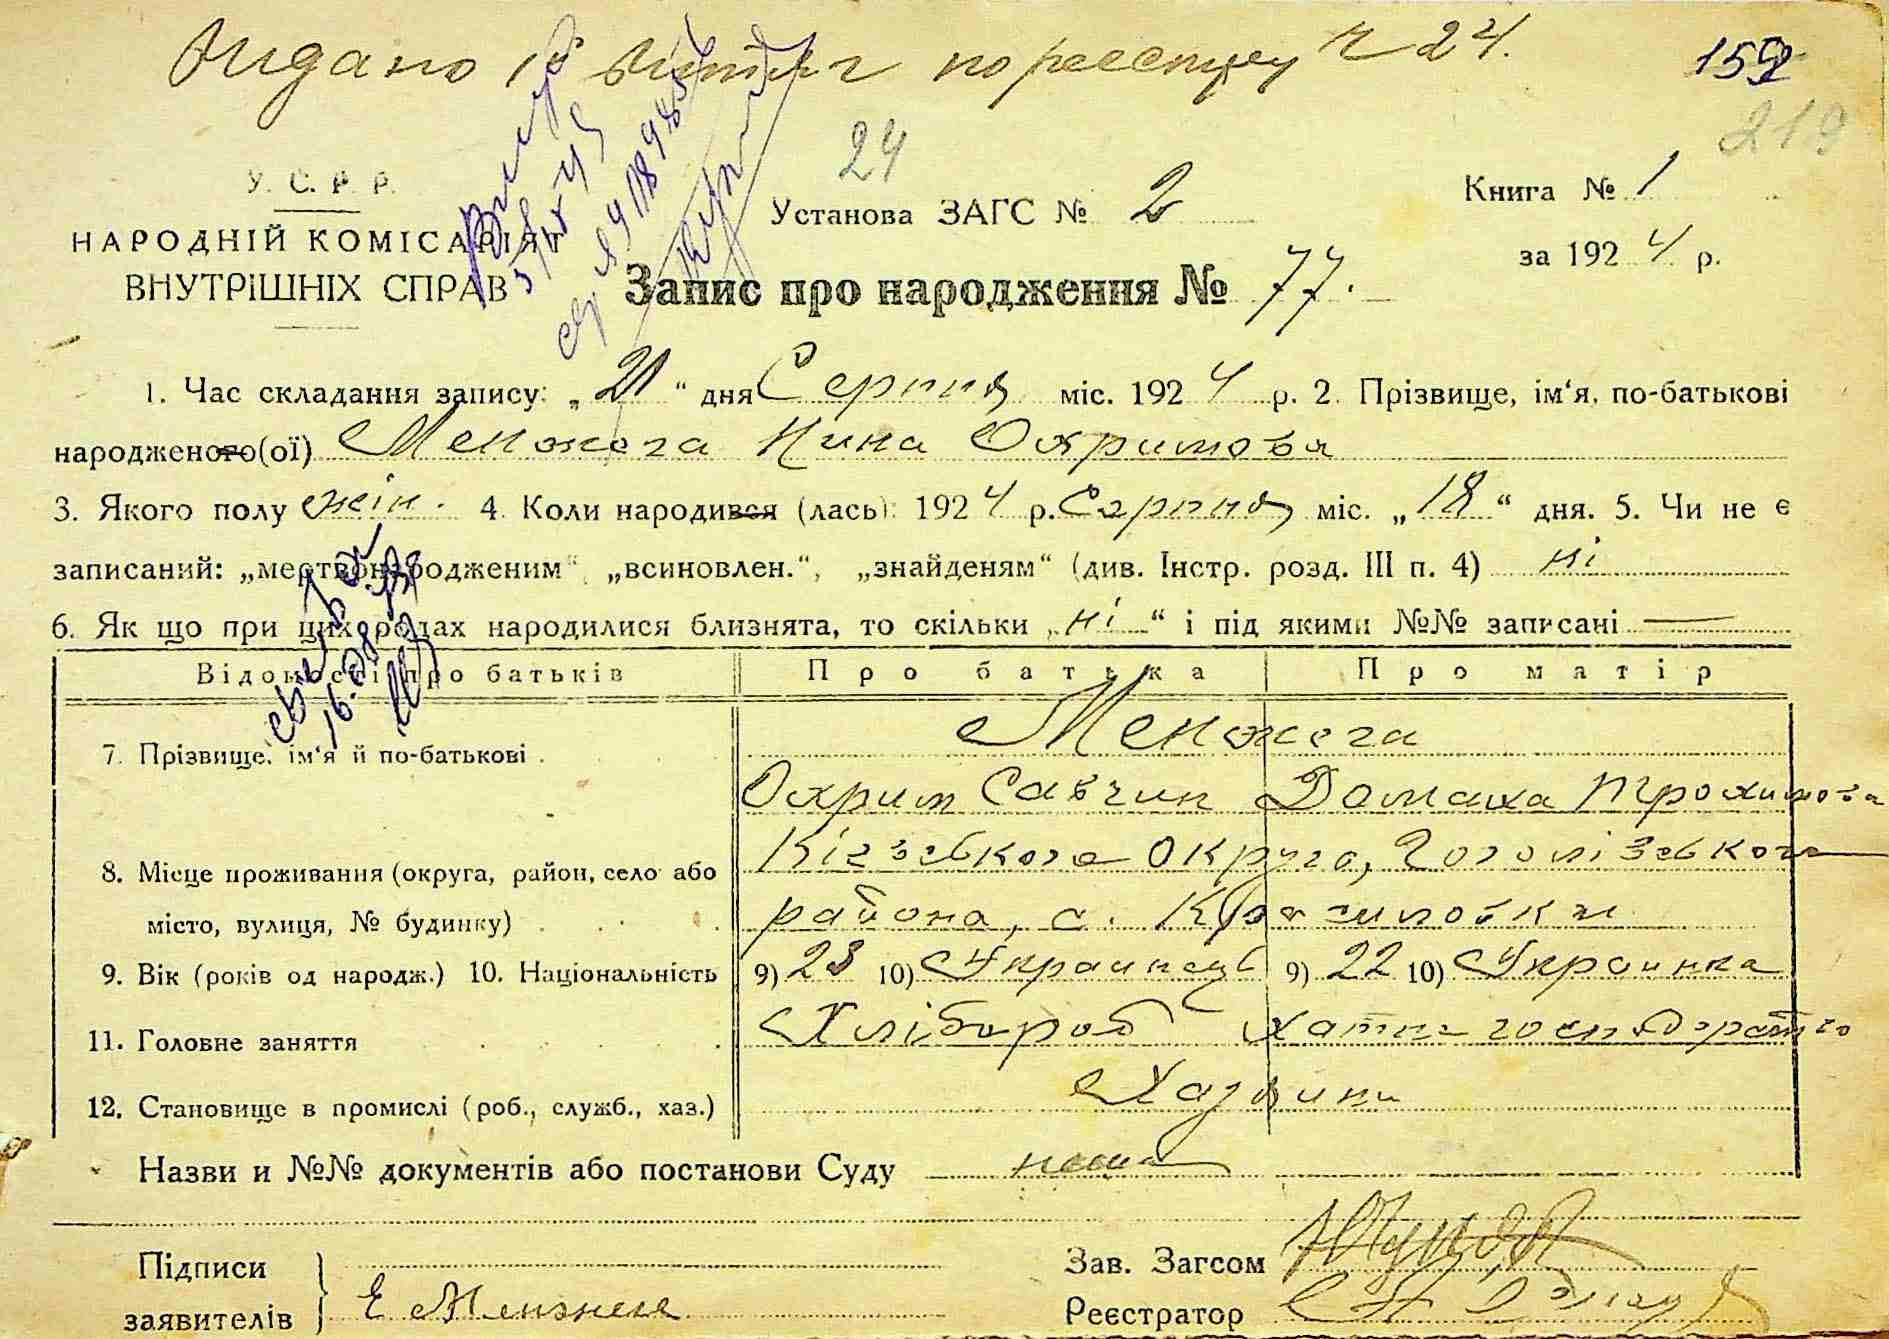 Видано витяг по реєстру Ч 24.
159
219
24
У. С. Р. Р.
НАРОДНІЙ КОМІСАРІЯТ
ВНУТРІШНІХ СПРАВ
Установа ЗАГС № 2
Книга № 1
за 1924 р.
Запис про народження № 77.
1. Час складання запису: „21“ дня Серпня міс. 1924 р. 2. Прізвище, ім‘я, по-батькові
народженого(ої) Менжега Нина Охримова
3. Якого полу жін. 4. Коли народився (лась) 1924 р. Серпня міс. „18“ дня. 5. Чи не є
записаний: „мертвонародженим“, „всиновлен.“, „знайденям“ (див. Інстр. розд. III п. 4) ні
6. Як що при цих родах народилися близнята, то скільки „ні“ і під якими №№ записані —
Відомості про батьків Про батька Про матір
7. Прізвище, ім‘я й по-батькові Менжега
Охрим Савчин Домаха Трохимова
8. Місце проживання (округа, район, село або Київського округа, Гоголівського
місто, вулиця, № будинку) района, с. Красиловки
9. Вік (років од народж.) 10. Національність 9) 23 10) Украинець 9) 22 10) Украинка
11. Головне заняття Хлібороб Хатне господарство
12. Становище в промислі (роб., служб., хаз.) Хазяини
Назви и №№ документів або постанови Суду нема
Підписи
заявителів Є Менжега
Зав. Загсом
Реєстратор